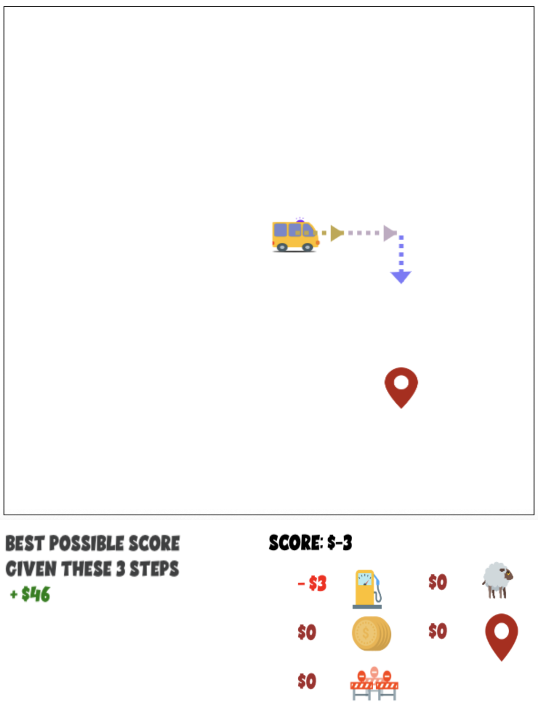 BEST POSSIBLE SCORE
GIVEN THESE 3 STEPS
+ $46
SCORE: $-3
- $3
$0
$0
$0
$0